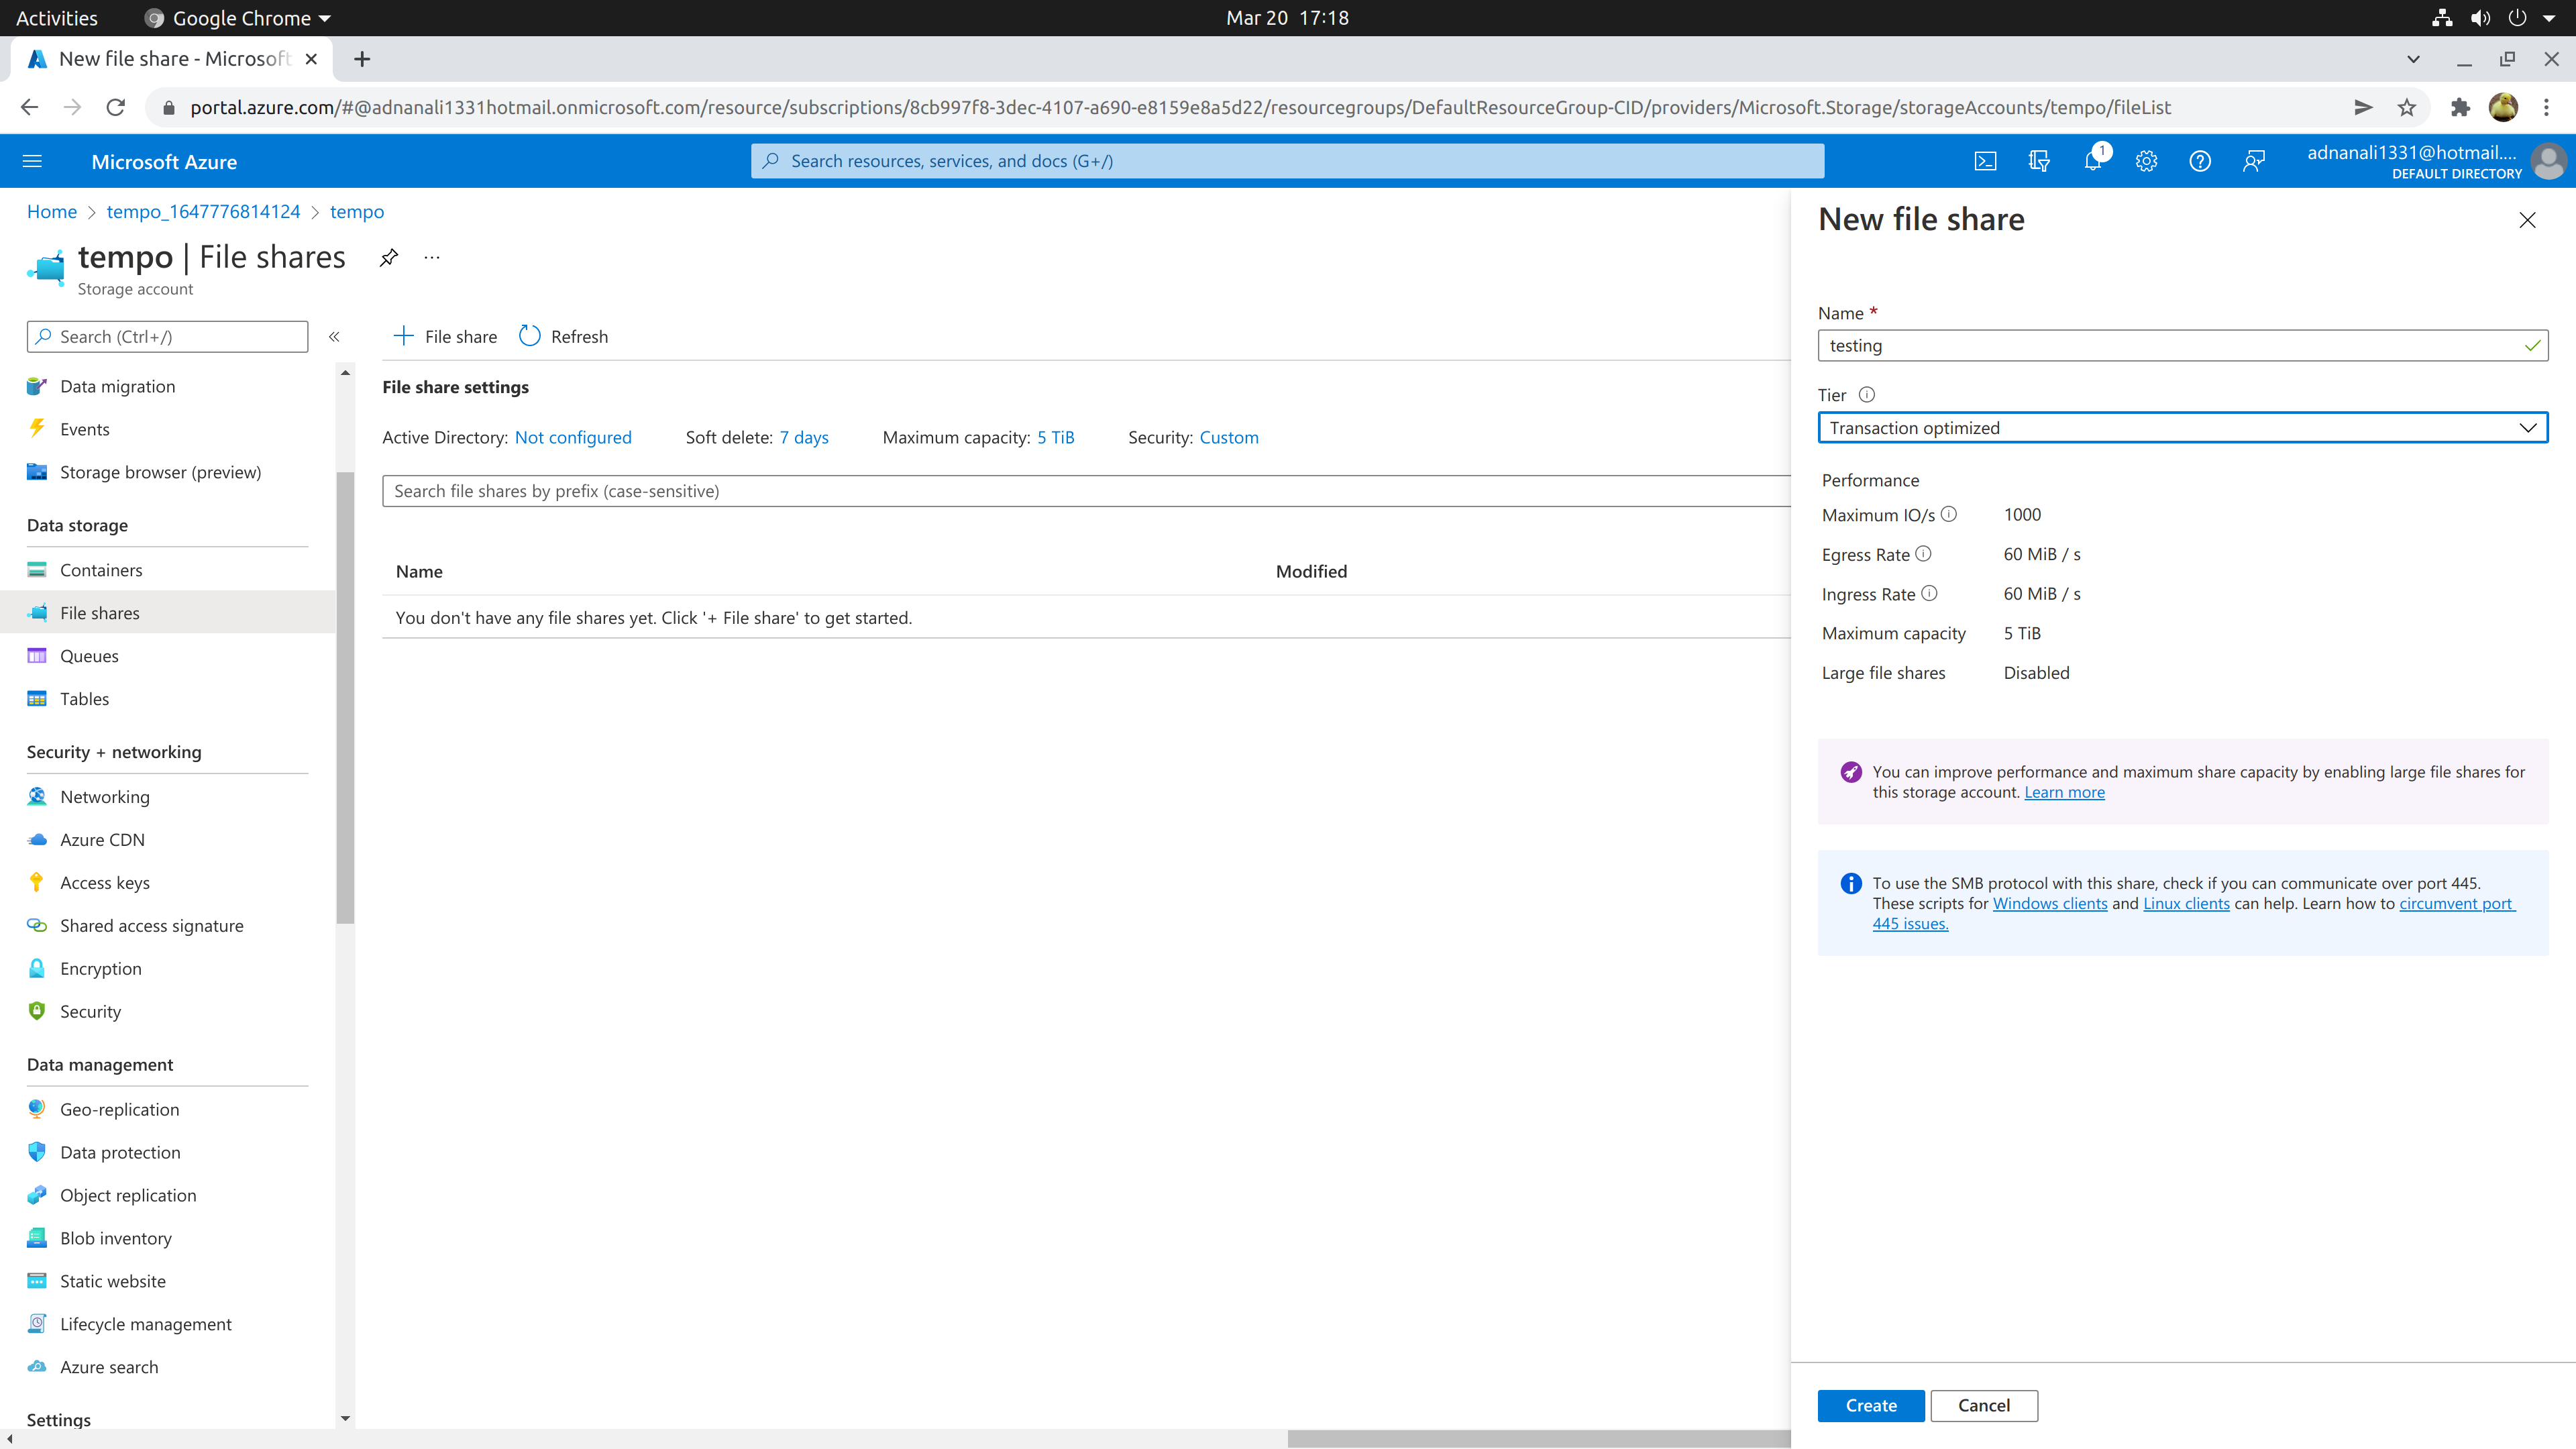 Activities
Google Chrome
Mar 20 17:18
New file share - Microsoft
portal.azure.com/#@adnanali1331hotmail.onmicrosoft.com/resource/subscriptions/8cb997f8-3dec-4107-a690-e8159e8a5d22/resourcegroups/DefaultResourceGroup-CID/providers/Microsoft.Storage/storageAccounts/tempo/fileList
Microsoft Azure
Search resources, services, and docs (G+/)
1
adnanali1331@hotmail....
DEFAULT DIRECTORY
Home > tempo_1647776814124 > tempo
tempo | File shares
...
Storage account
Search (Ctrl+/)
«
Data migration
Events
Storage browser (preview)
Data storage
Containers
File shares
Queues
Tables
Security + networking
Networking
Azure CDN
Access keys
Shared access signature
Encryption
Security
Data management
Geo-replication
Data protection
Object replication
Blob inventory
Static website
Lifecycle management
Azure search
Settings
+ File share
Refresh
File share settings
Active Directory: Not configured
Soft delete: 7 days
Maximum capacity: 5 TiB
Security: Custom
Search file shares by prefix (case-sensitive)
Name
Modified
You don't have any file shares yet. Click '+ File share' to get started.
New file share
Name *
testing
Tier
Transaction optimized
Performance
Maximum IO/s 1000
Egress Rate 60 MiB / s
Ingress Rate 60 MiB / s
Maximum capacity 5 TiB
Large file shares Disabled
You can improve performance and maximum share capacity by enabling large file shares for
this storage account. Learn more
To use the SMB protocol with this share, check if you can communicate over port 445.
These scripts for Windows clients and Linux clients can help. Learn how to circumvent port
445 issues.
Create
Cancel